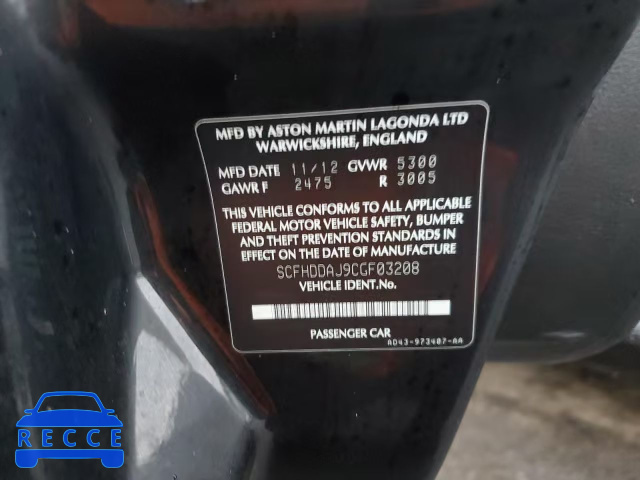 MFD BY ASTON MARTIN LAGONDA LTD
WARWICKSHIRE, ENGLAND
MFD DATE 11/12 GVWR 5300
GAWR F 2475 R 3005
THIS VEHICLE CONFORMS TO ALL APPLICABLE
FEDERAL MOTOR VEHICLE SAFETY, BUMPER
AND THEFT PREVENTION STANDARDS IN
EFFECT ON THE DATE OF MANUFACTURE
SCFHDDAJ9CGF03208
VEHICLE IDENT.No.
PASSENGER CAR
AD43-973407-AA
RECCE